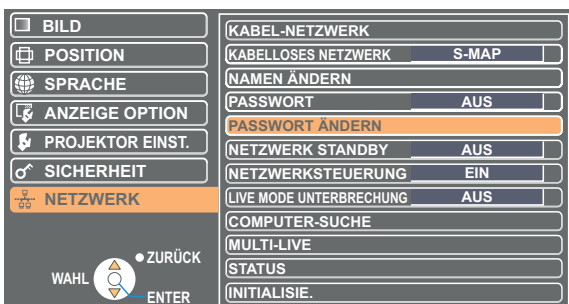 BILD
POSITION
SPRACHE
ANZEIGE OPTION
PROJEKTOR EINST.
SICHERHEIT
NETZWERK
ZURÜCK
WAHL
ENTER
KABEL-NETZWERK
KABELLOSES NETZWERK S-MAP
NAMEN ÄNDERN
PASSWORT AUS
PASSWORT ÄNDERN
NETZWERK STANDBY AUS
NETZWERKSTEUERUNG EIN
LIVE MODE UNTERBRECHUNG AUS
COMPUTER-SUCHE
MULTI-LIVE
STATUS
INITIALISIE.